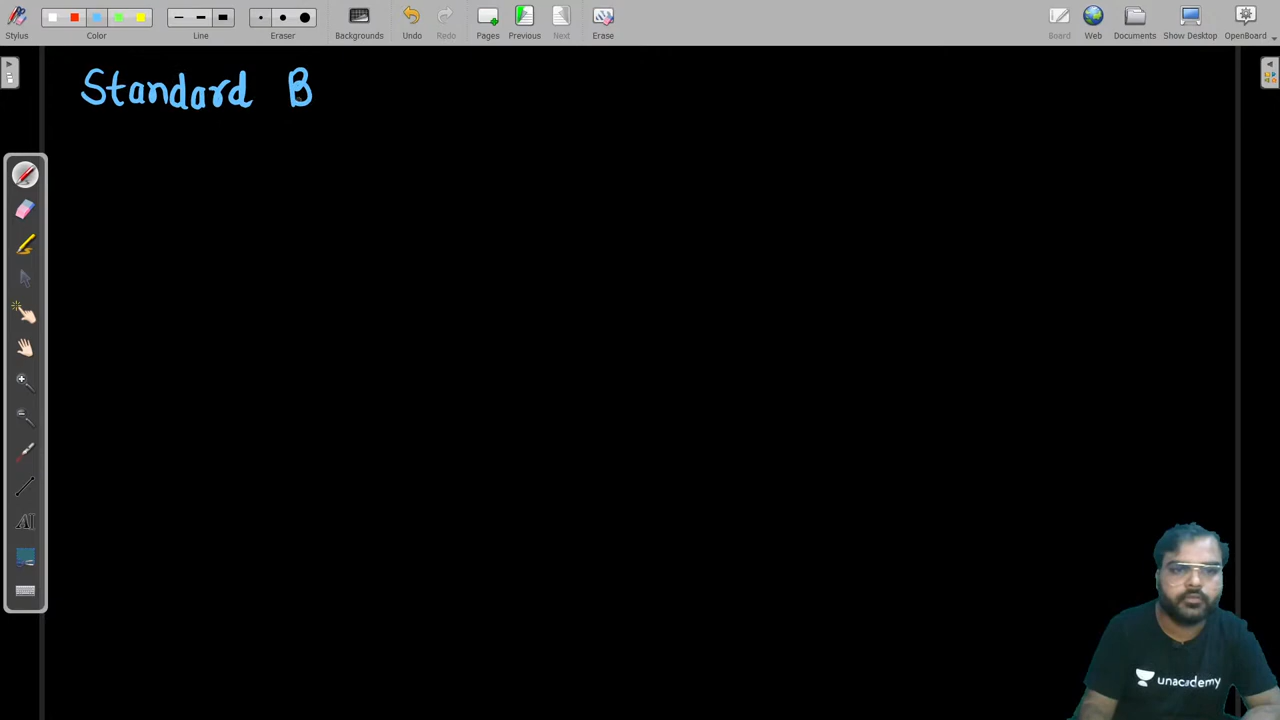 Stylus
Color
Line
Eraser
Backgrounds
Undo
Redo
Pages
Previous
Next
Erase
Board
Web
Documents
Show Desktop
OpenBoard
Standard B
AI
unacademy